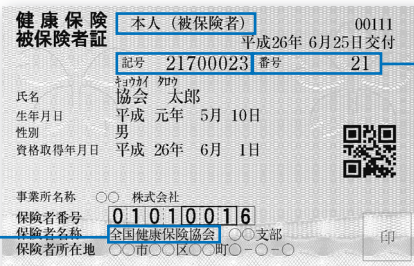 健康保険 本人（被保険者） 00111
被保険者証 平成26年 6月25日交付
記号 21700023 番号 21
キョウカイ タロウ
氏名 協会 太郎
生年月日 平成 元年 5月 10日
性別 男
資格取得年月日 平成 26年 6月 1日
事業所名称 ○○ 株式会社
保険者番号 01010016
保険者名称 全国健康保険協会 ○○支部
保険者所在地 ○○市○○区○○町○－○－○
印